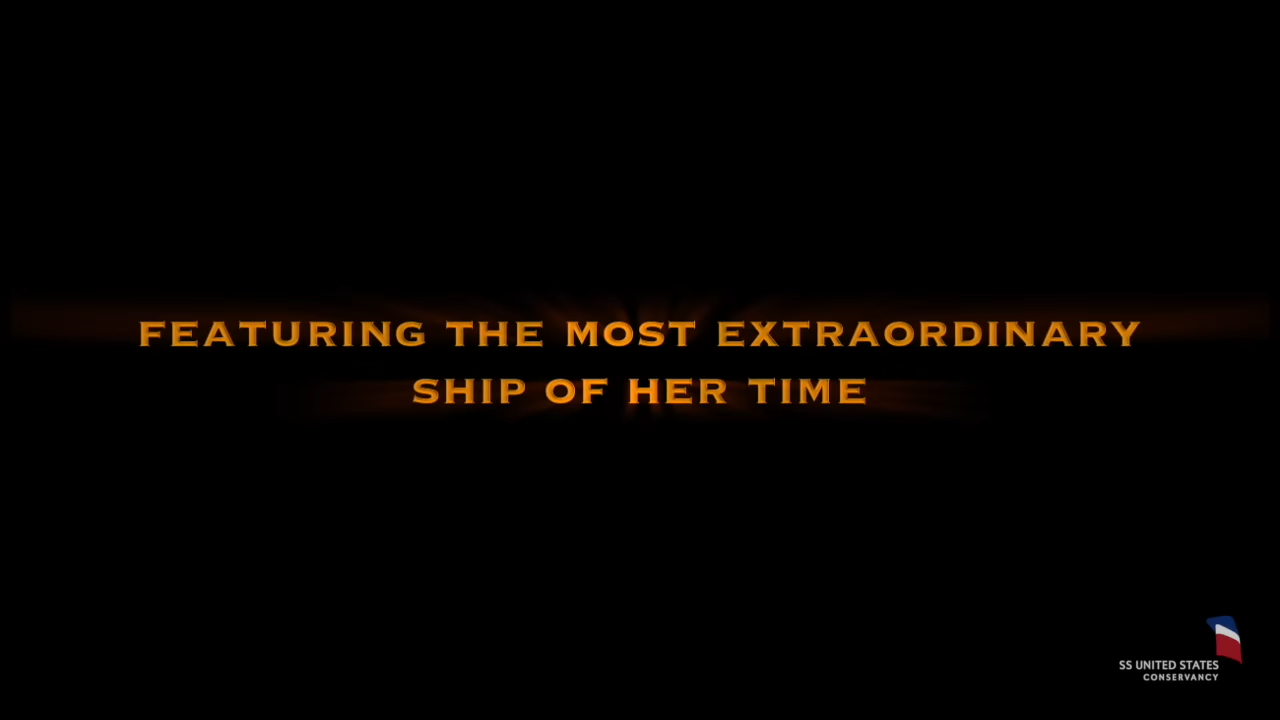 FEATURING THE MOST EXTRAORDINARY
SHIP OF HER TIME
SS UNITED STATES
CONSERVANCY